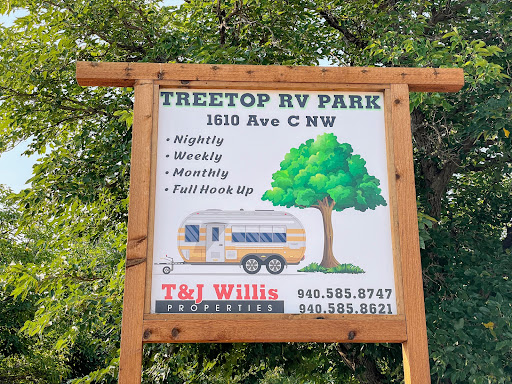 TREETOP RV PARK
1610 Ave C NW
• Nightly
• Weekly
• Monthly
• Full Hook Up
T&J Willis
PROPERTIES
940.585.8747
940.585.8621